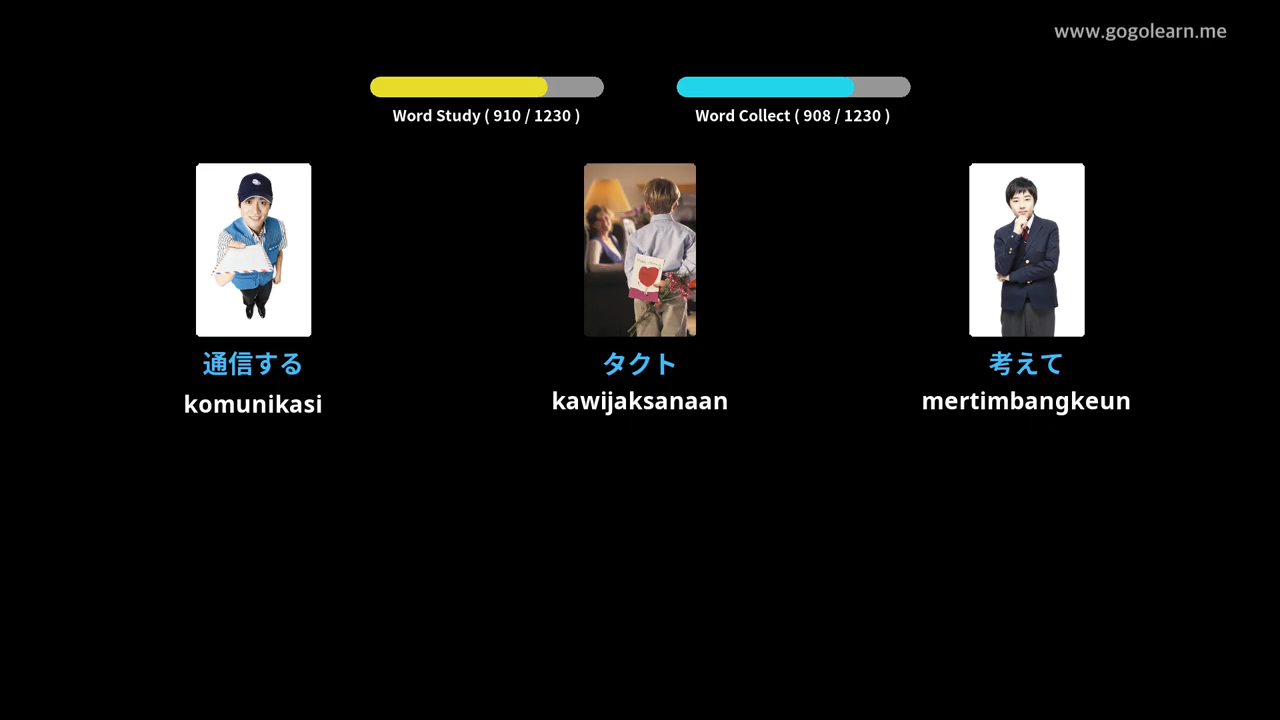 www.gogolearn.me
Word Study ( 910 / 1230 )
Word Collect ( 908 / 1230 )
通信する
タクト
考えて
komunikasi
kawijaksanaan
mertimbangkeun